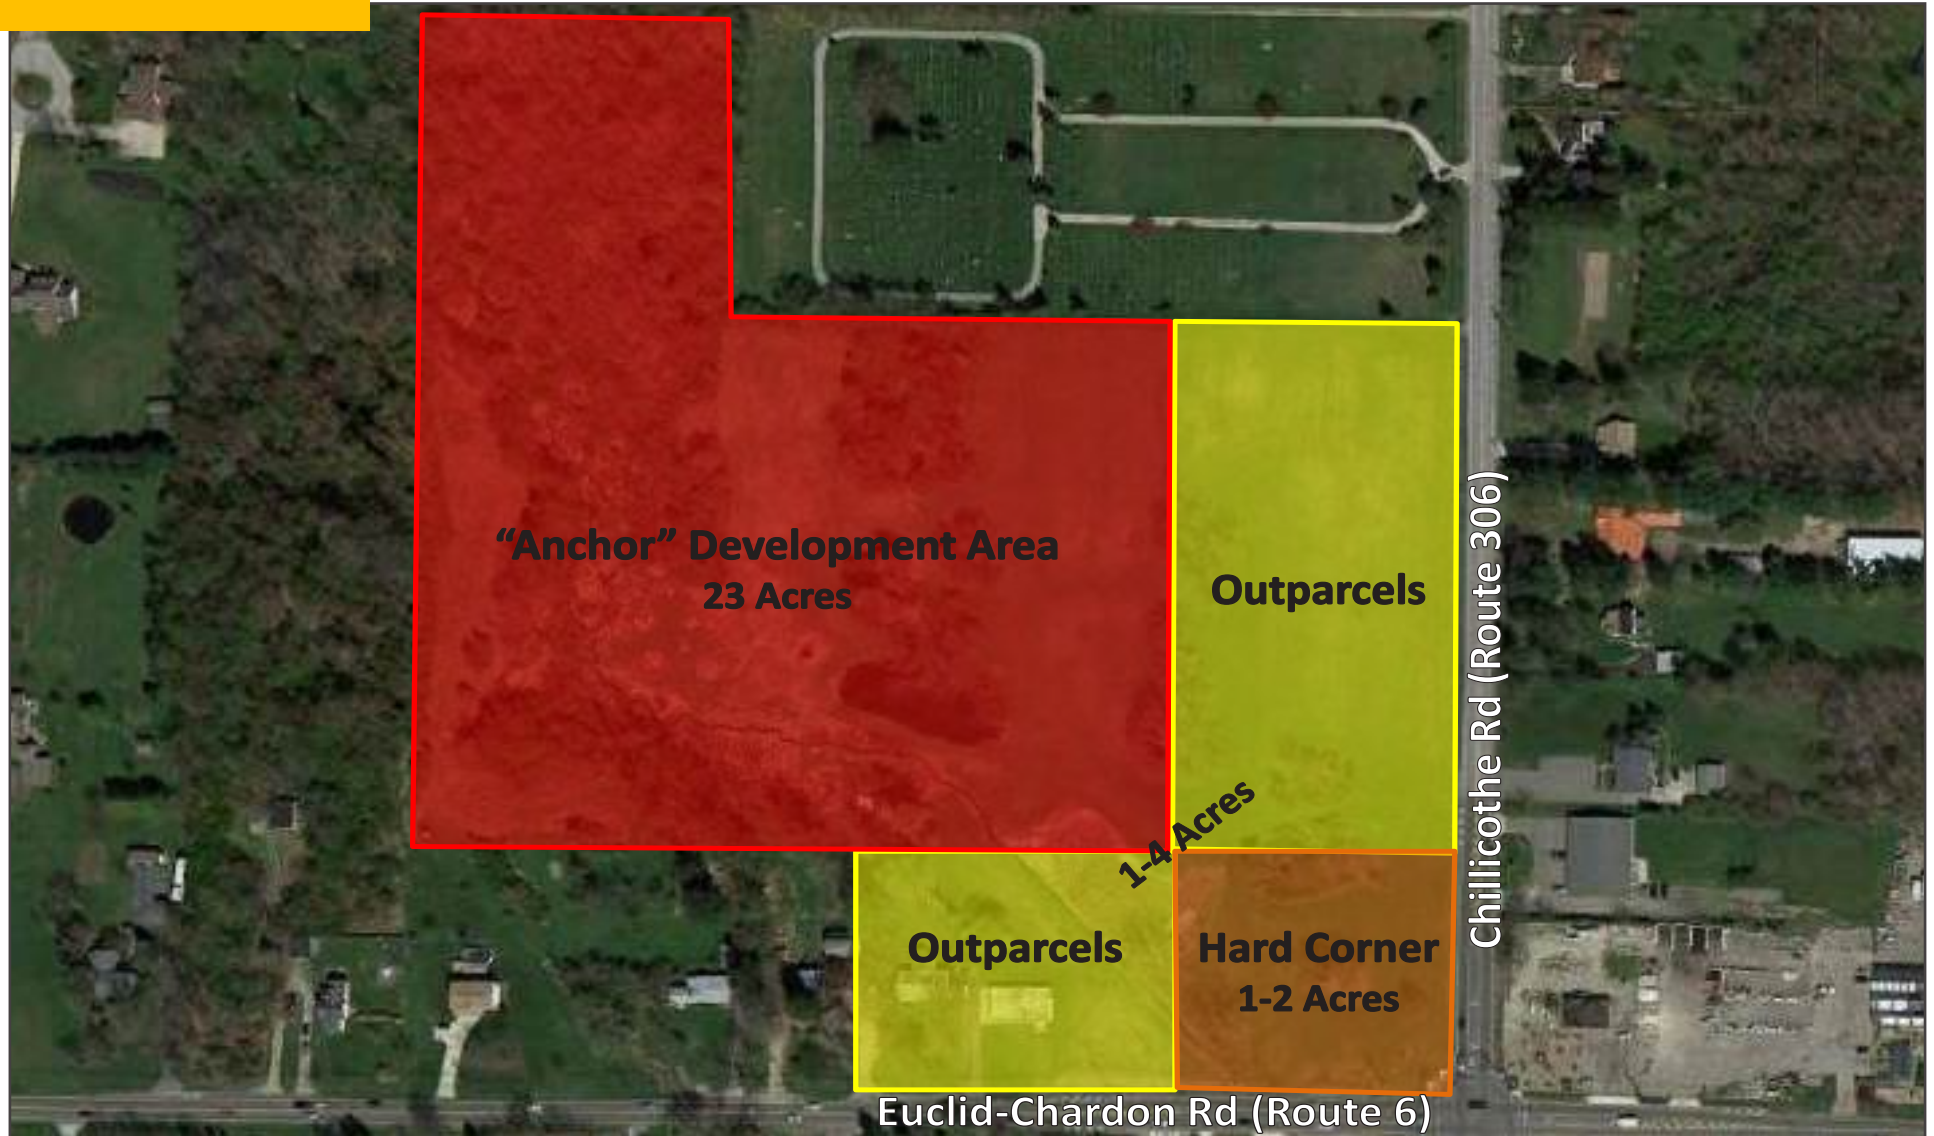 “Anchor” Development Area
23 Acres
Outparcels
Chillicothe Rd (Route 306)
1-4 Acres
Outparcels
Hard Corner
1-2 Acres
Euclid-Chardon Rd (Route 6)